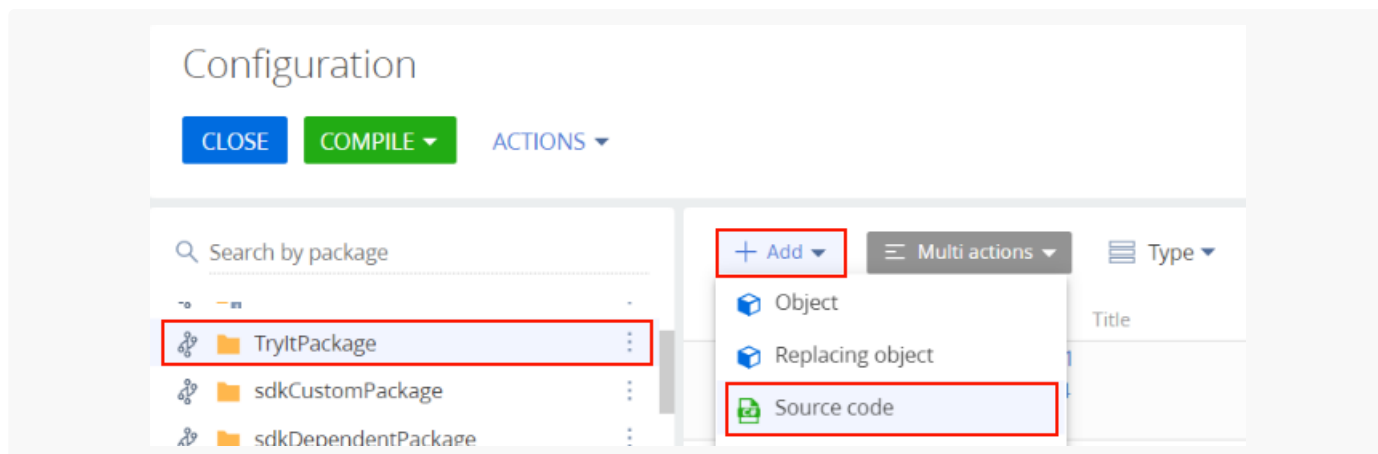 Configuration
CLOSE
COMPILE
ACTIONS
Search by package
TryItPackage
sdkCustomPackage
sdkDependentPackage
+ Add
Multi actions
Type
Object
Title
Replacing object
Source code